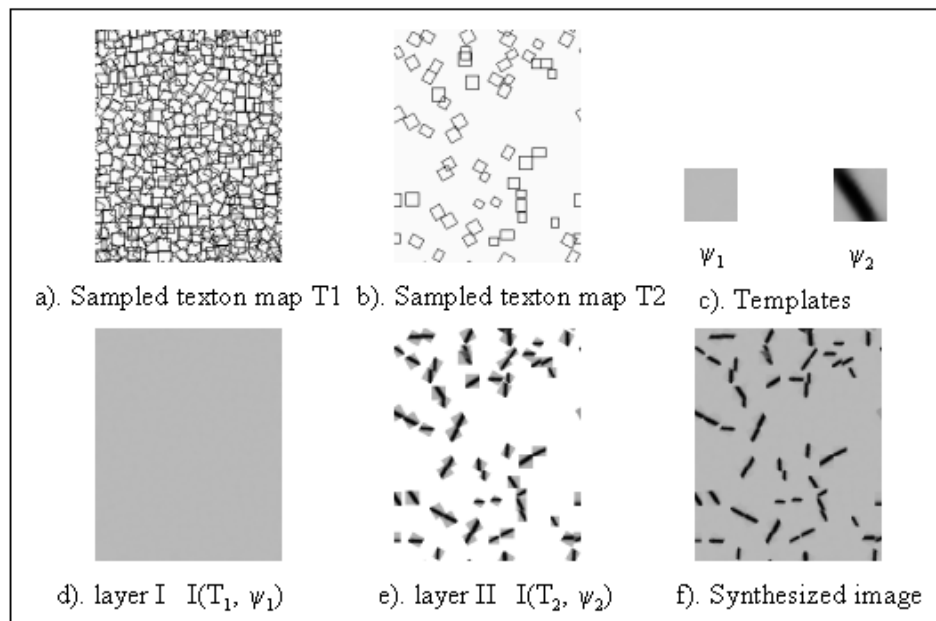 ψ1 ψ2
a). Sampled texton map T1 b). Sampled texton map T2 c). Templates
d). layer I I(T1, ψ1) e). layer II I(T2, ψ2) f). Synthesized image